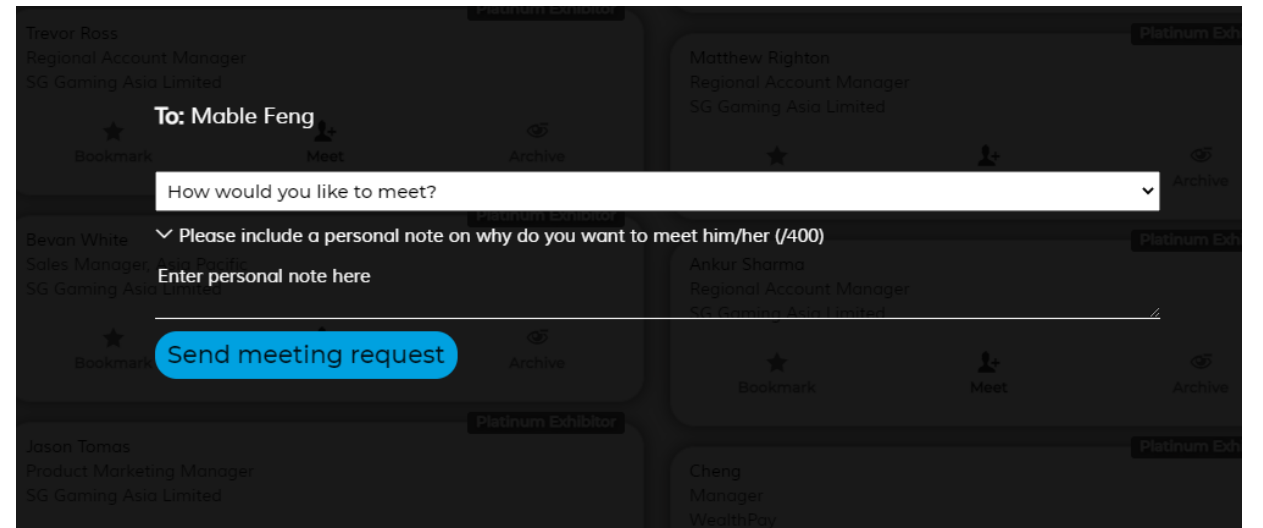 Platinum Exhibitor
Trevor Ross
Regional Account Manager
SG Gaming Asia Limited
Bookmark
Meet
Archive
Platinum Exh
Matthew Righton
Regional Account Manager
SG Gaming Asia Limited
Archive
To: Mable Feng
How would you like to meet?
Please include a personal note on why do you want to meet him/her (/400)
Enter personal note here
Send meeting request
Platinum Exhibitor
Bevan White
Sales Manager, Asia Pacific
SG Gaming Asia Limited
Bookmark
Archive
Platinum Exh
Ankur Sharma
Regional Account Manager
SG Gaming Asia Limited
Bookmark
Meet
Archive
Platinum Exhibitor
Jason Tomas
Product Marketing Manager
SG Gaming Asia Limited
Platinum Exh
Cheng
Manager
WealthPay